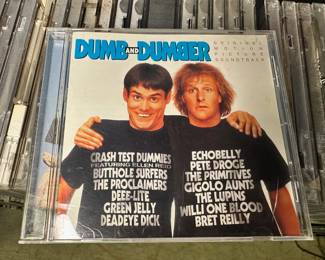 DUMB AND DUMBER
ORIGINAL
MOTION
PICTURE
SOUNDTRACK
CRASH TEST DUMMIES
FEATURING ELLEN REID
BUTTHOLE SURFERS
THE PROCLAIMERS
DEEE-LITE
GREEN JELLY
DEADEYE DICK
ECHOBELLY
PETE DROGE
THE PRIMITIVES
GIGOLO AUNTS
THE LUPINS
WILLI ONE BLOOD
BRET REILLY